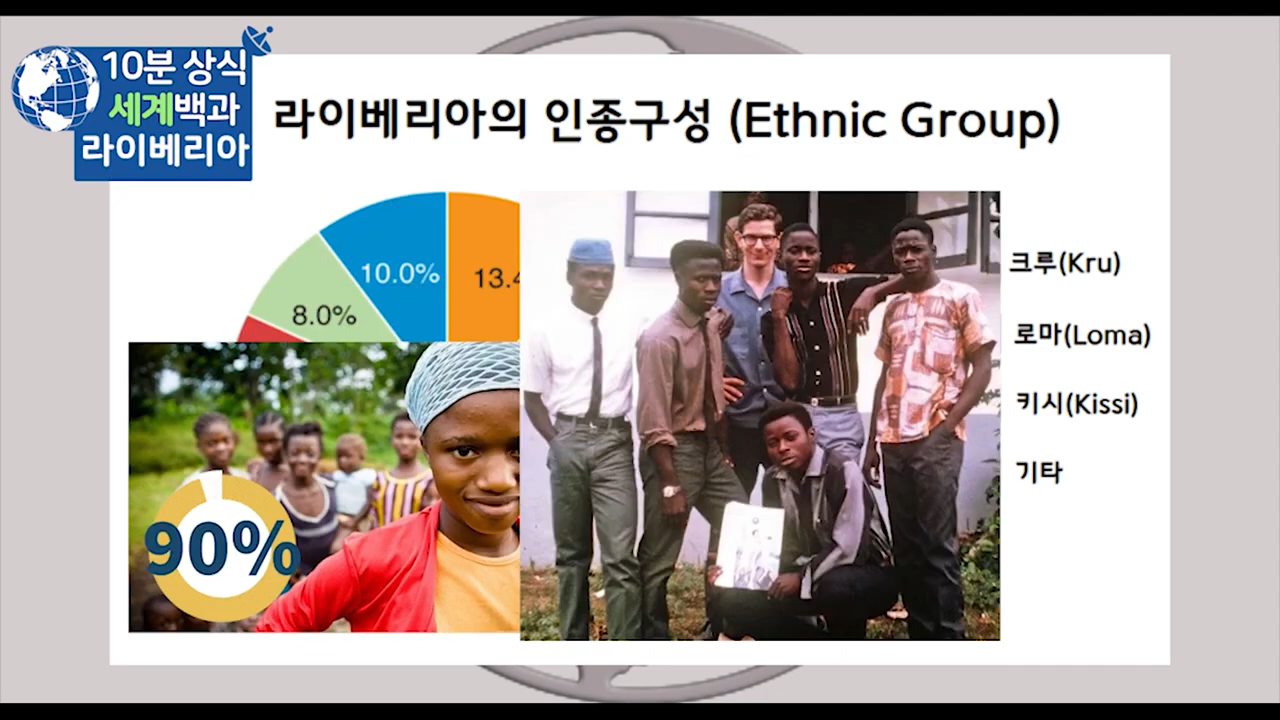 10분 상식
세계백과
라이베리아
라이베리아의 인종구성 (Ethnic Group)
10.0%
13.4
8.0%
90%
크루(Kru)
로마(Loma)
키시(Kissi)
기타